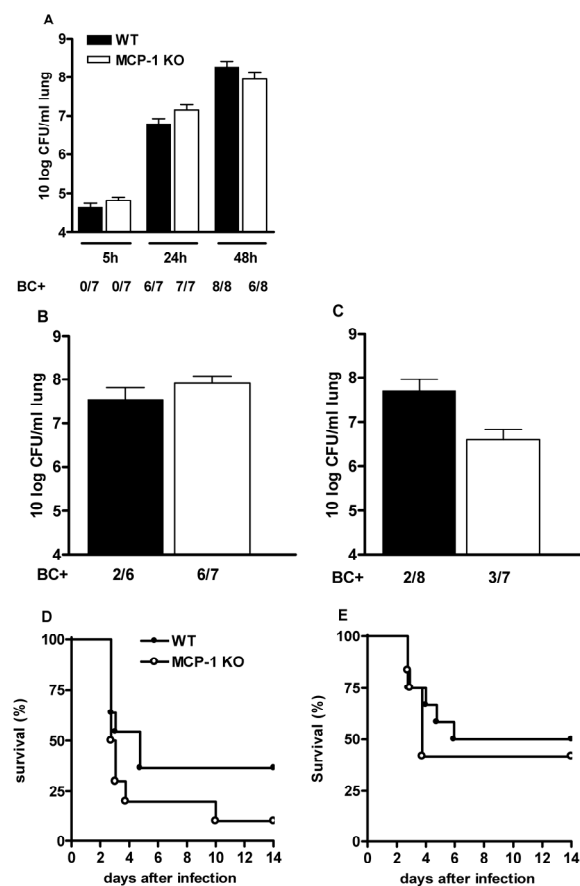 A
WT
MCP-1 KO
10 log CFU/ml lung
9
8
7
6
5
4
5h 24h 48h
BC+ 0/7 0/7 6/7 7/7 8/8 6/8
B
10 log CFU/ml lung
9
8
7
6
5
4
BC+ 2/6 6/7
C
10 log CFU/ml lung
9
8
7
6
5
4
BC+ 2/8 3/7
D
WT
MCP-1 KO
survival (%)
100
75
50
25
0
0 2 4 6 8 10 12 14
days after infection
E
Survival (%)
100
75
50
25
0
0 2 4 6 8 10 12 14
days after infection